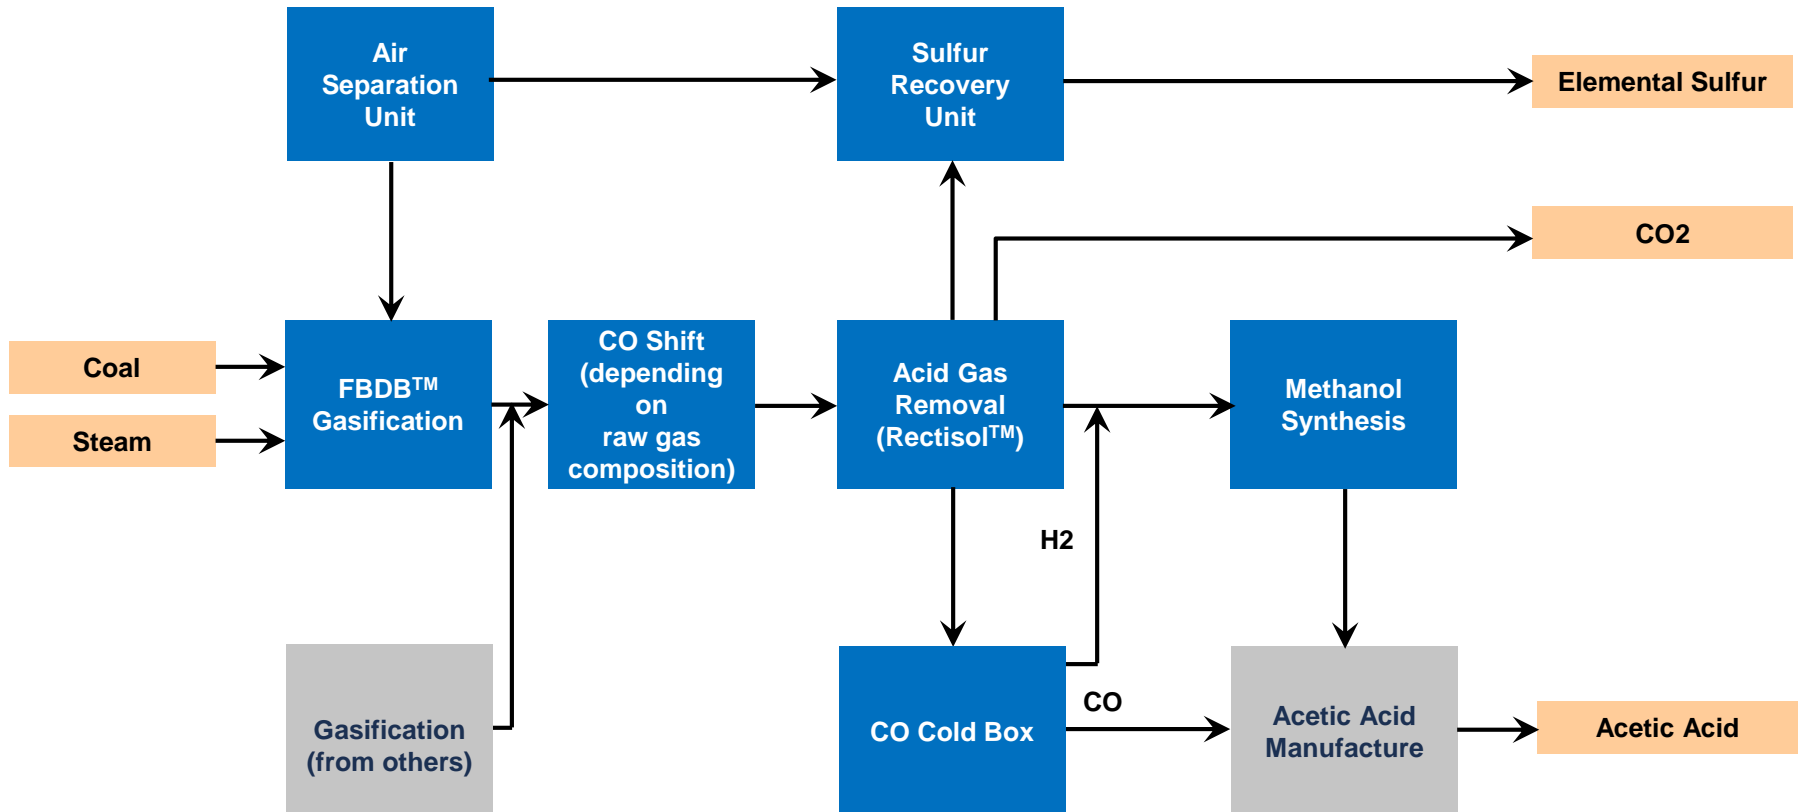 Air
Separation
Unit
Sulfur
Recovery
Unit
Elemental Sulfur
CO2
Coal
Steam
FBDB™
Gasification
CO Shift
(depending
on
raw gas
composition)
Acid Gas
Removal
(Rectisol™)
Methanol
Synthesis
H2
CO
Gasification
(from others)
CO Cold Box
Acetic Acid
Manufacture
Acetic Acid